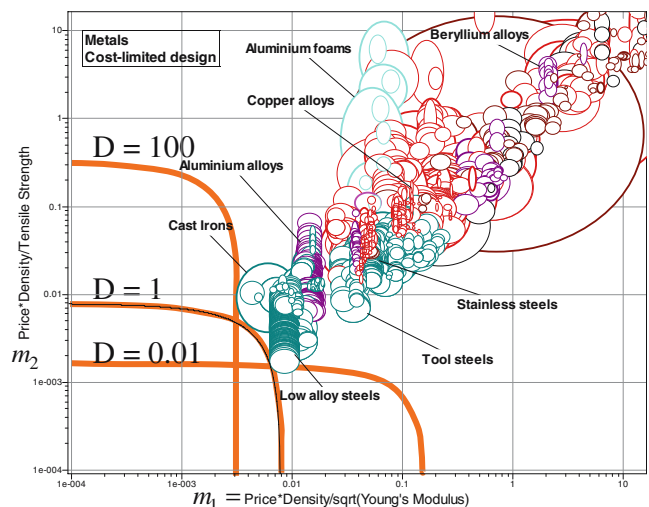 Metals
Cost-limited design
Aluminium foams
Beryllium alloys
Copper alloys
D = 100
Aluminium alloys
Cast Irons
D = 1
Stainless steels
D = 0.01
Tool steels
Low alloy steels
10
1
0.1
0.01
1e-003
1e-004
Price*Density/Tensile Strength
m2
1e-004
1e-003
0.01
0.1
1
10
m1 = Price*Density/sqrt(Young's Modulus)